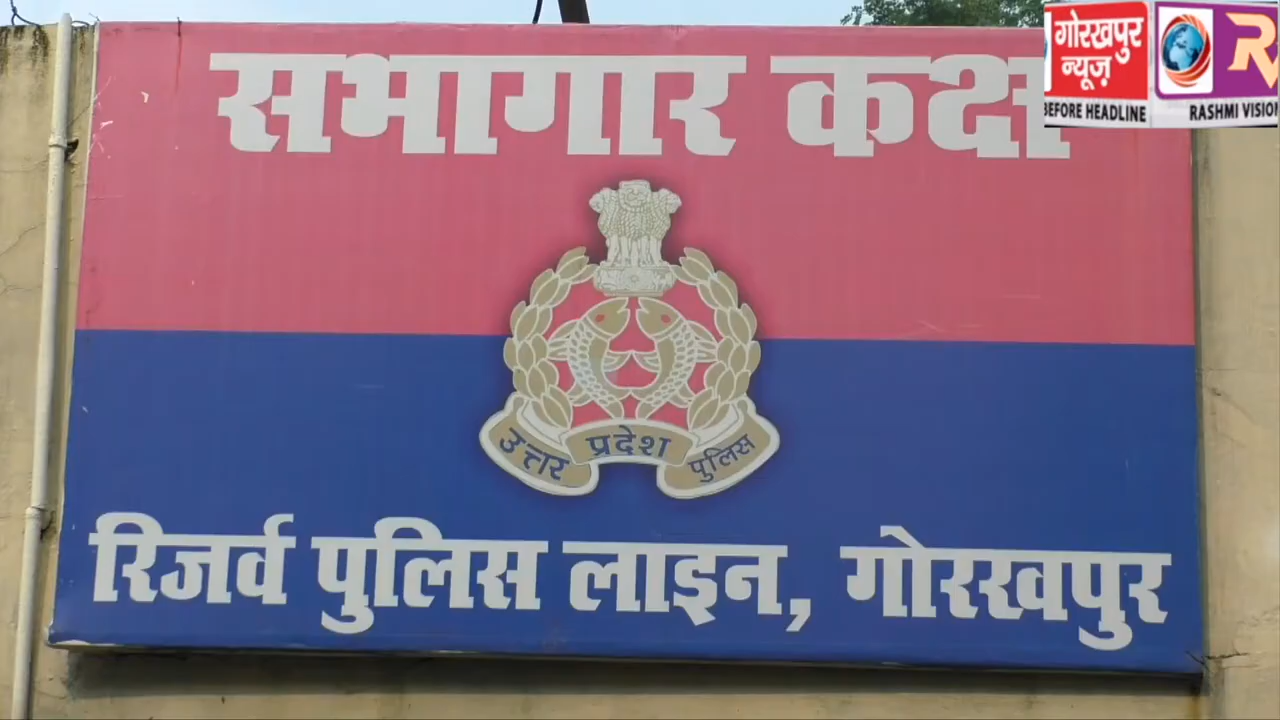 सभागार कक्ष
गोरखपुर
न्यूज़
BEFORE HEADLINE
R
RASHMI VISION
उत्तर प्रदेश पुलिस
रिजर्व पुलिस लाइन, गोरखपुर